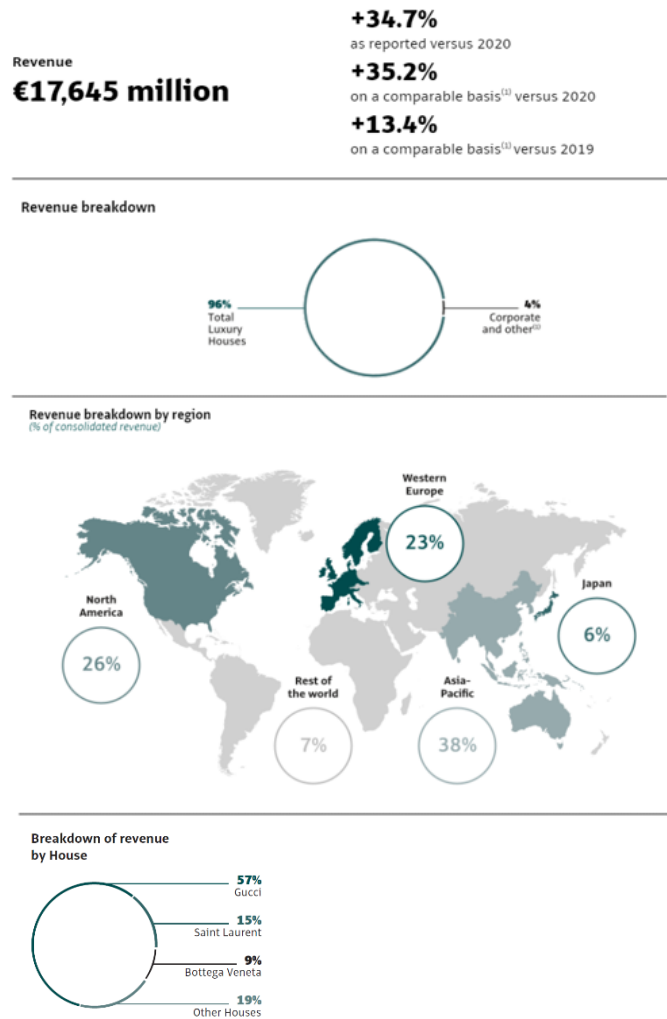 Revenue
€17,645 million
+34.7%
as reported versus 2020
+35.2%
on a comparable basis(1) versus 2020
+13.4%
on a comparable basis(1) versus 2019
Revenue breakdown
96%
Total
Luxury
Houses
4%
Corporate
and other(1)
Revenue breakdown by region
(% of consolidated revenue)
Western
Europe
23%
Japan
6%
North
America
26%
Rest of
the world
7%
Asia-
Pacific
38%
Breakdown of revenue
by House
57%
Gucci
15%
Saint Laurent
9%
Bottega Veneta
19%
Other Houses